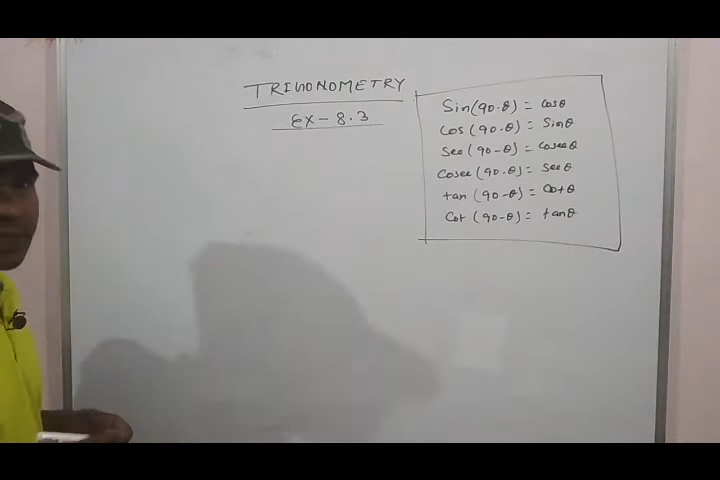 TRIGONOMETRY
EX - 8.3
Sin(90-θ) = cosθ
cos (90-θ) = sinθ
sec (90-θ) = cosecθ
cosec (90-θ) = secθ
tan (90-θ) = cotθ
cot (90-θ) = tanθ